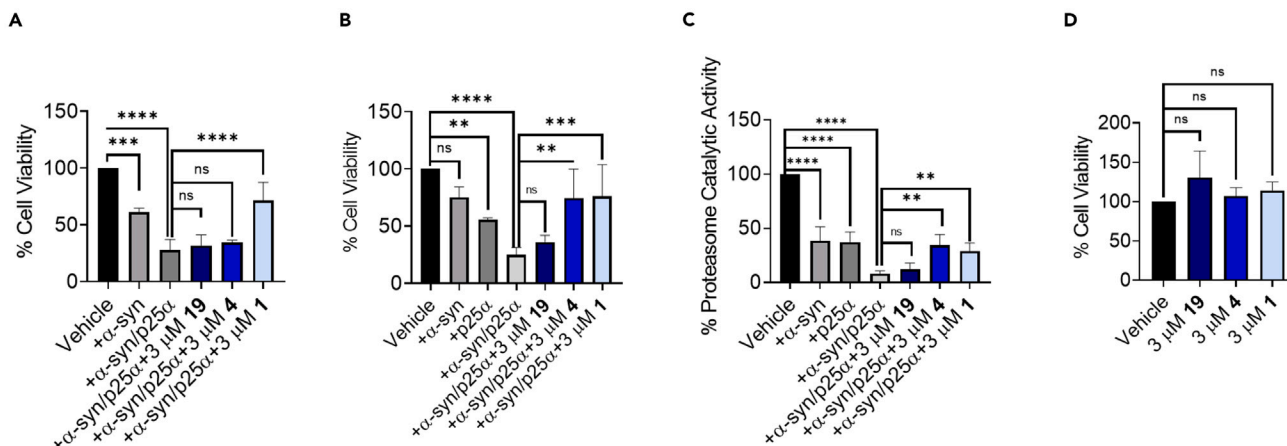 A
% Cell Viability
150
100
50
0
****
***
****
ns
ns
Vehicle
+α-syn
+α-syn/p25α
+α-syn/p25α+3 μM 19
+α-syn/p25α+3 μM 4
+α-syn/p25α+3 μM 1
B
% Cell Viability
150
100
50
0
****
**
ns
***
**
ns
Vehicle
+α-syn
+p25α
+α-syn/p25α
+α-syn/p25α+3 μM 19
+α-syn/p25α+3 μM 4
+α-syn/p25α+3 μM 1
C
% Proteasome Catalytic Activity
150
100
50
0
****
****
****
**
**
ns
Vehicle
+α-syn
+p25α
+α-syn/p25α
+α-syn/p25α+3 μM 19
+α-syn/p25α+3 μM 4
+α-syn/p25α+3 μM 1
D
% Cell Viability
200
150
100
50
0
ns
ns
ns
Vehicle
3 μM 19
3 μM 4
3 μM 1